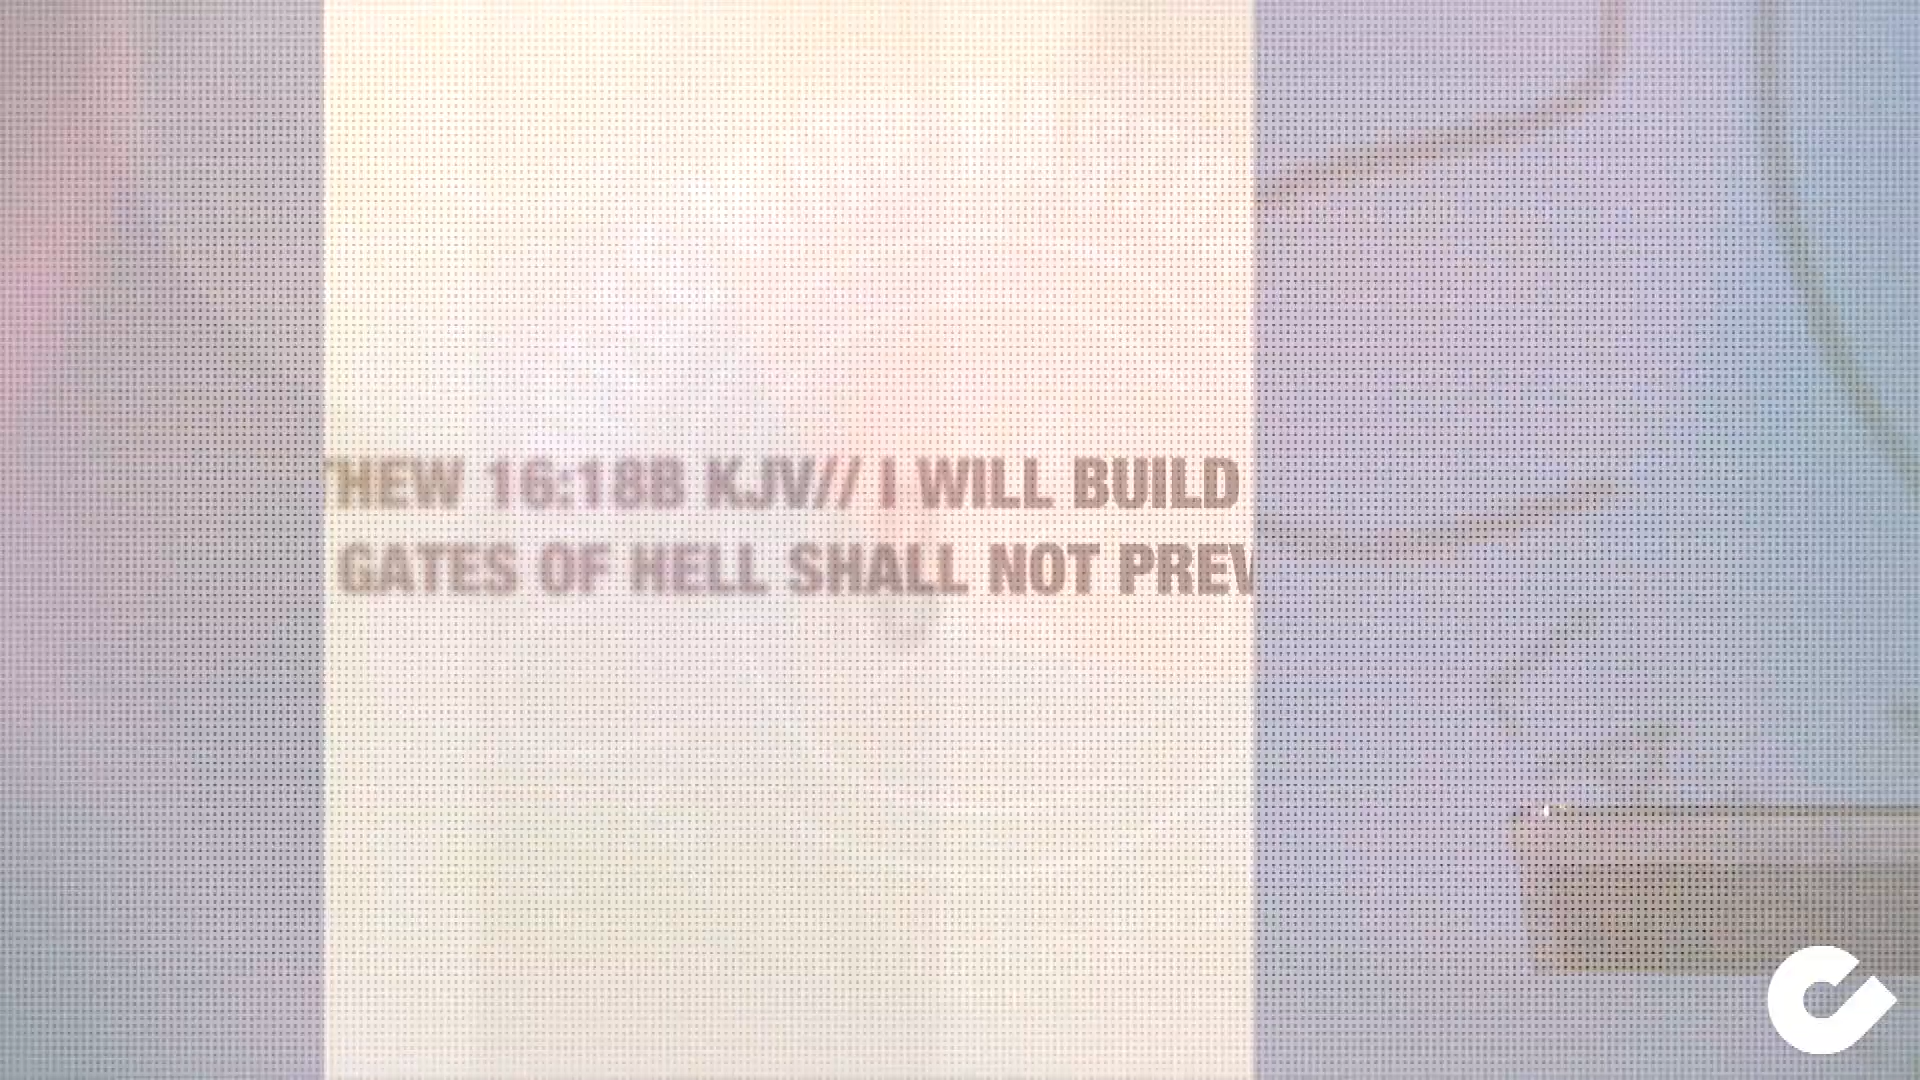 THEW 16:18B KJV// I WILL BUILD
GATES OF HELL SHALL NOT PREV